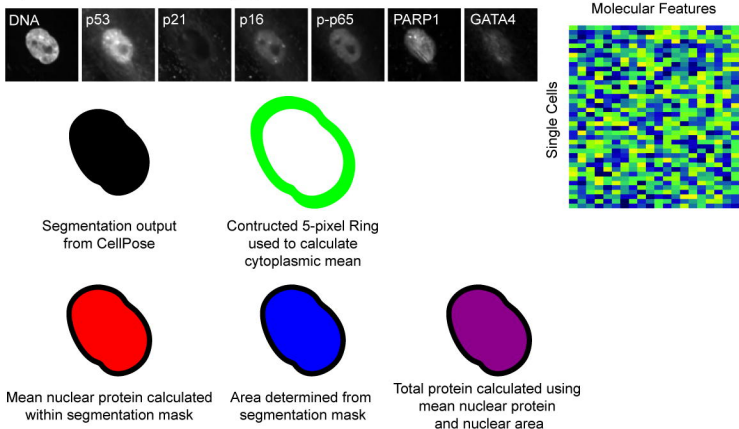 DNA
p53
p21
p16
p-p65
PARP1
GATA4
Molecular Features
Single Cells
Segmentation output
from CellPose
Contructed 5-pixel Ring
used to calculate
cytoplasmic mean
Mean nuclear protein calculated
within segmentation mask
Area determined from
segmentation mask
Total protein calculated using
mean nuclear protein
and nuclear area